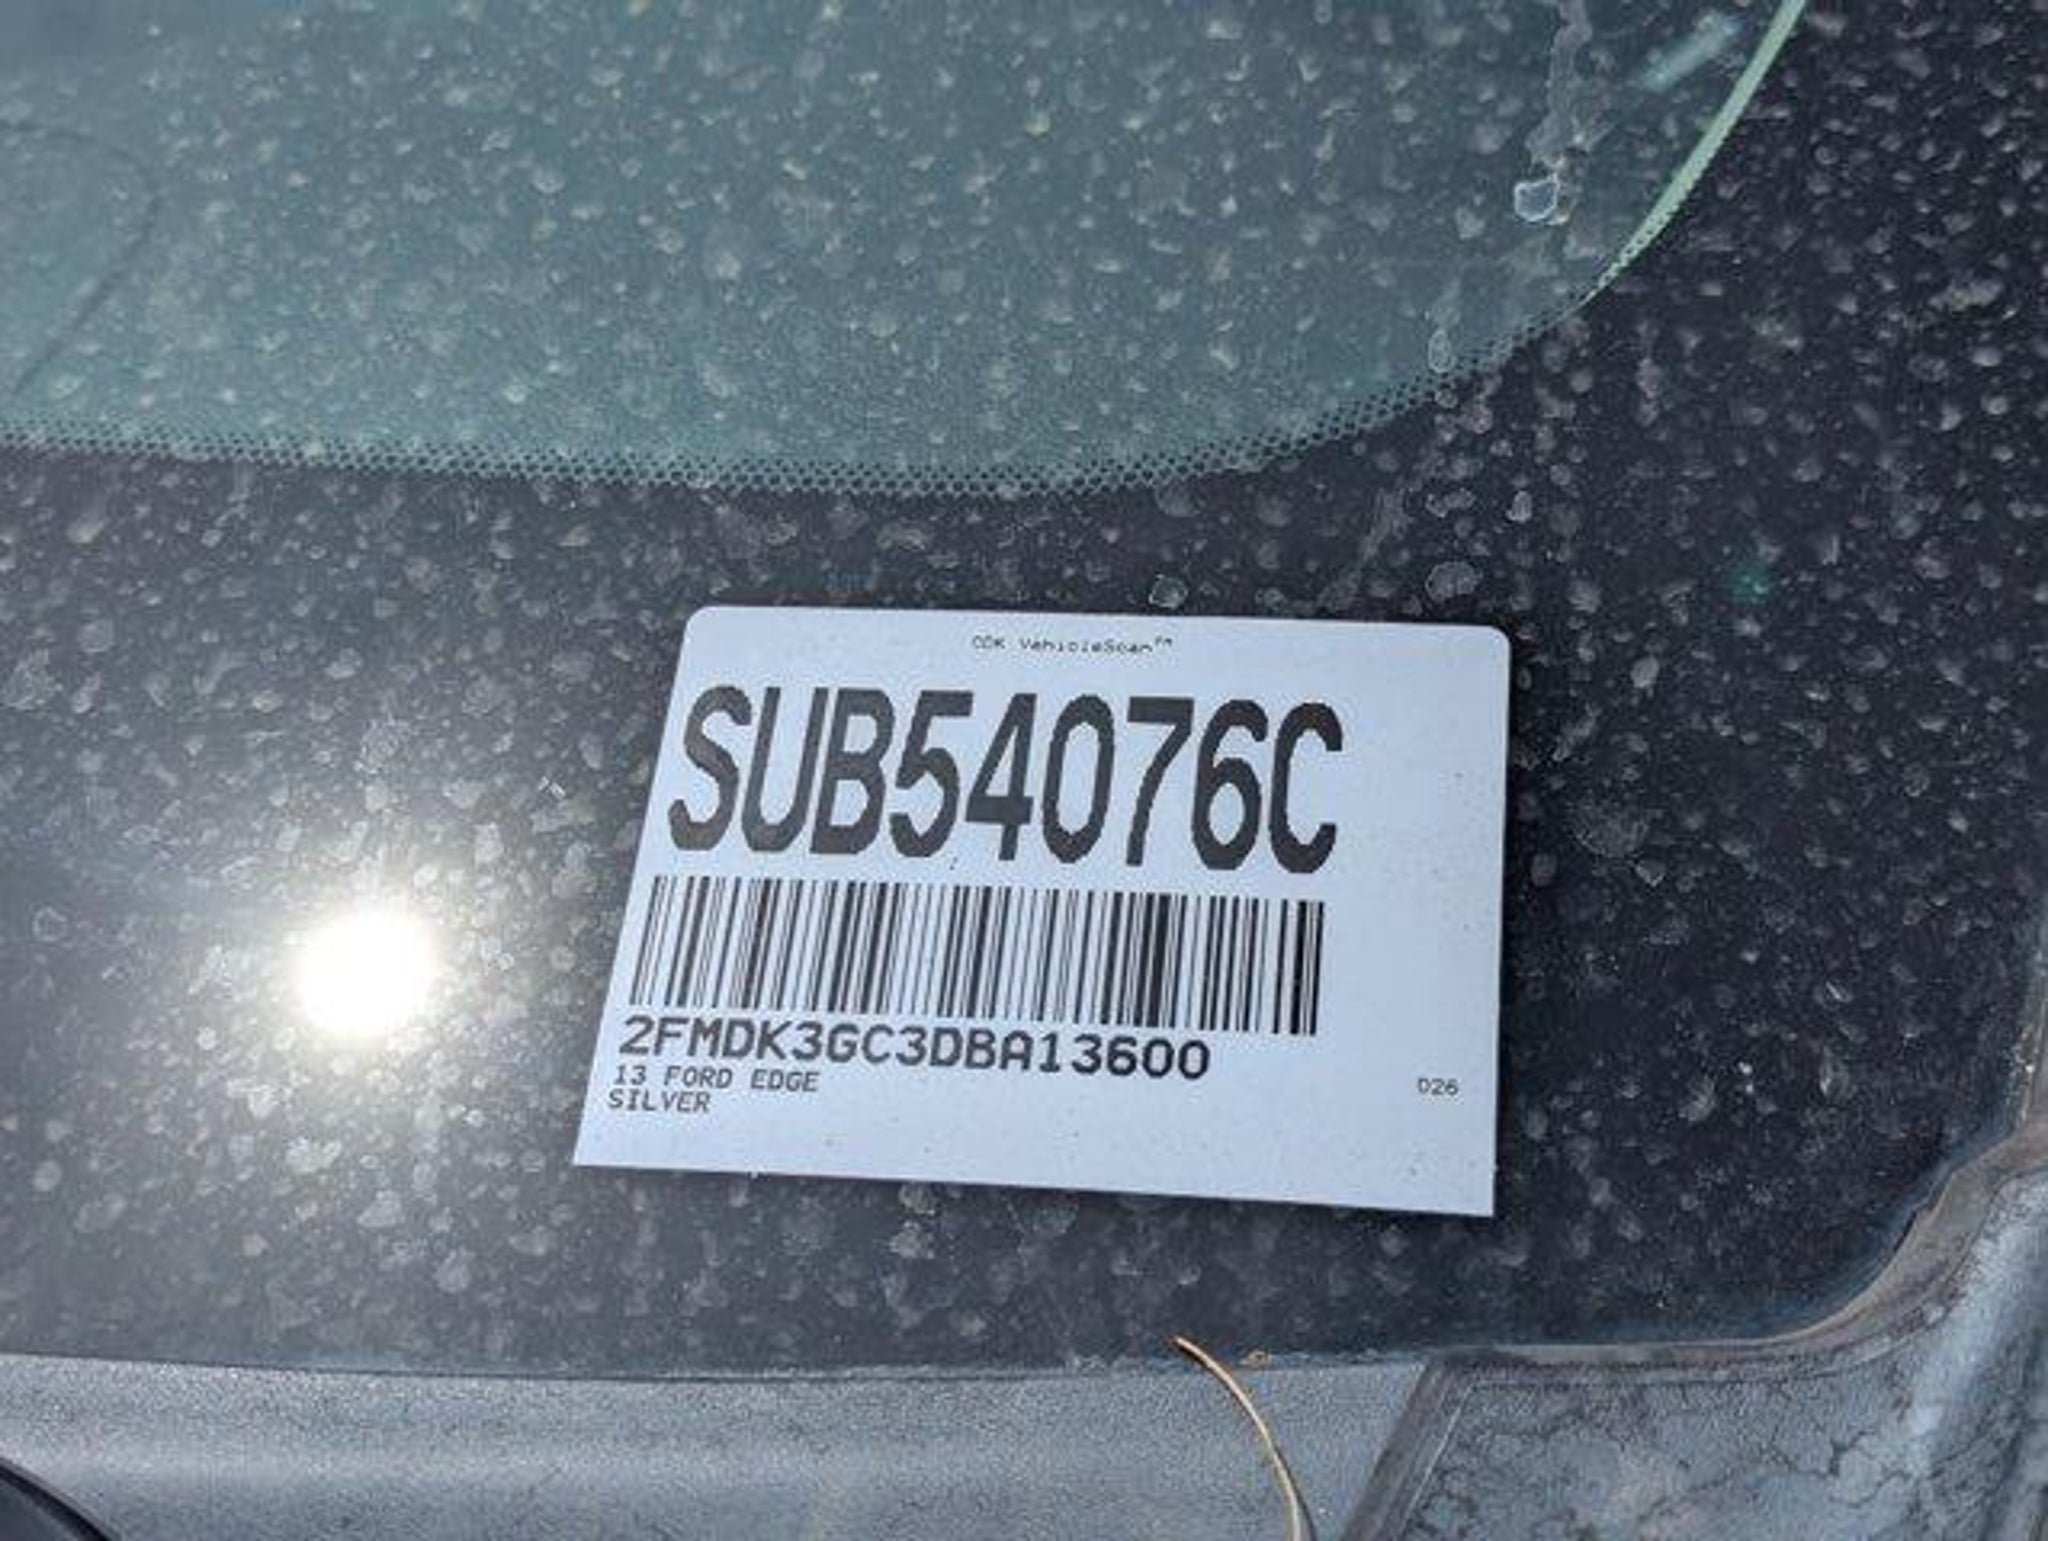 CDK VehicleScan™
SUB54076C
2FMDK3GC3DBA13600
13 FORD EDGE
SILVER
D26